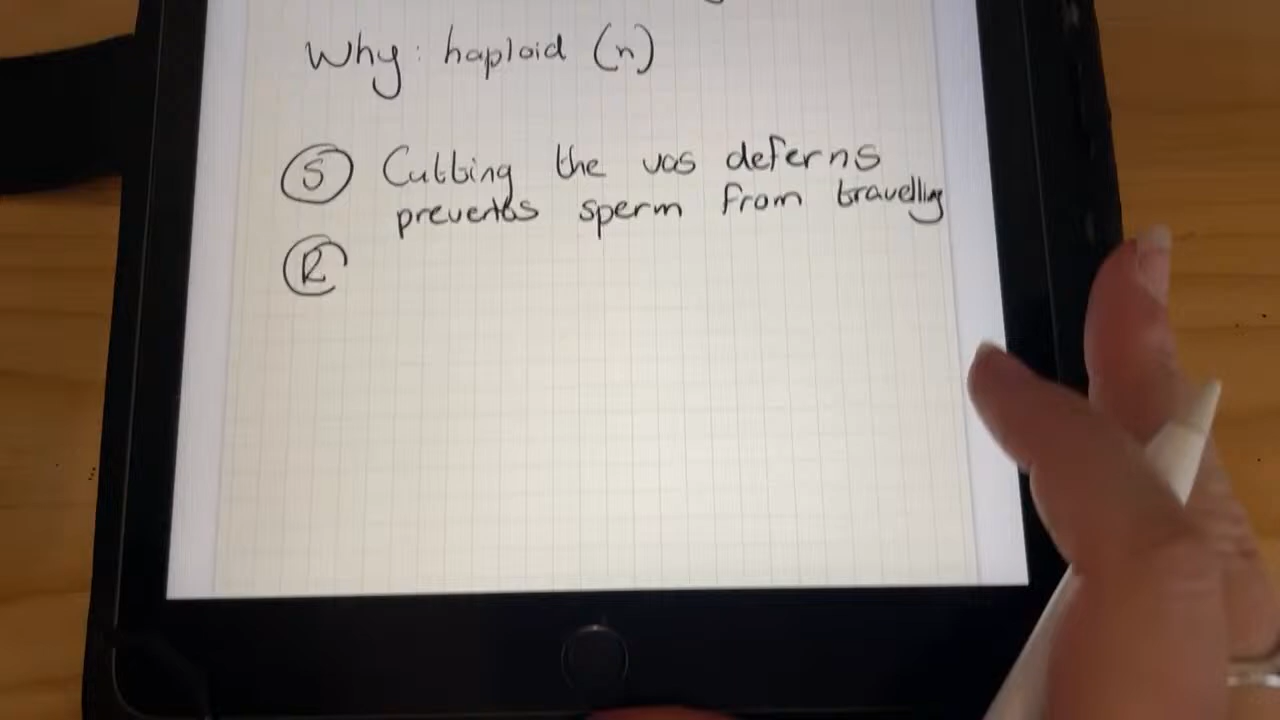 Why: haploid (n)
S Cutting the vas deferns
prevents sperm from travelling
R